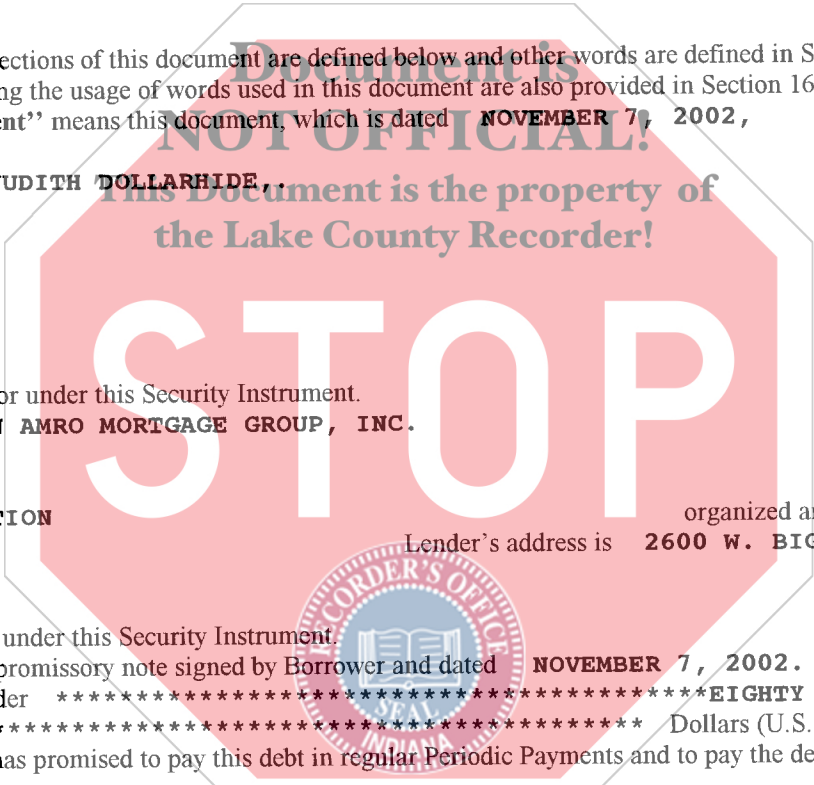 Document is
ections of this document are defined below and other words are defined in S
ng the usage of words used in this document are also provided in Section 16
NOT OFFICIAL!
ent” means this document, which is dated NOVEMBER 7, 2002,
UDITH DOLLARHIDE,.
This Document is the property of
the Lake County Recorder!
STOP
or under this Security Instrument.
N AMRO MORTGAGE GROUP, INC.
TION
organized a
Lender's address is 2600 W. BIG
RECORDER'S OFFICE
under this Security Instrument.
promissory note signed by Borrower and dated NOVEMBER 7, 2002.
der *****************************************EIGHTY
SEAL
***************************************** Dollars (U.S.
INDIANA
has promised to pay this debt in regular Periodic Payments and to pay the de